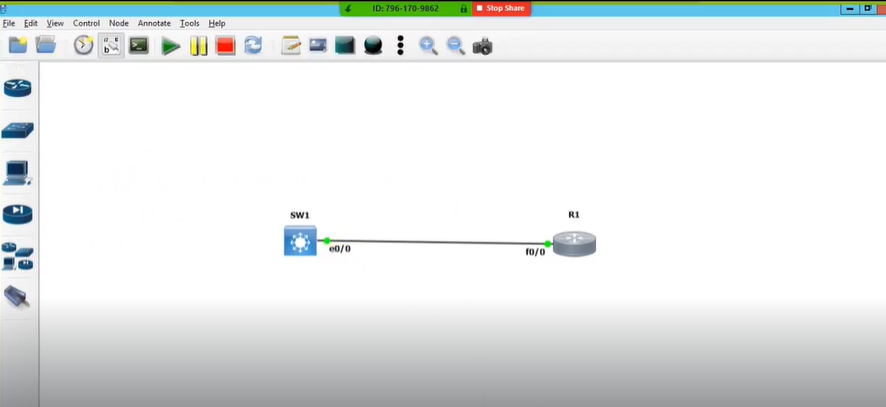 ID: 796-170-9862 Stop Share
File Edit View Control Node Annotate Tools Help
SW1 R1
e0/0 f0/0